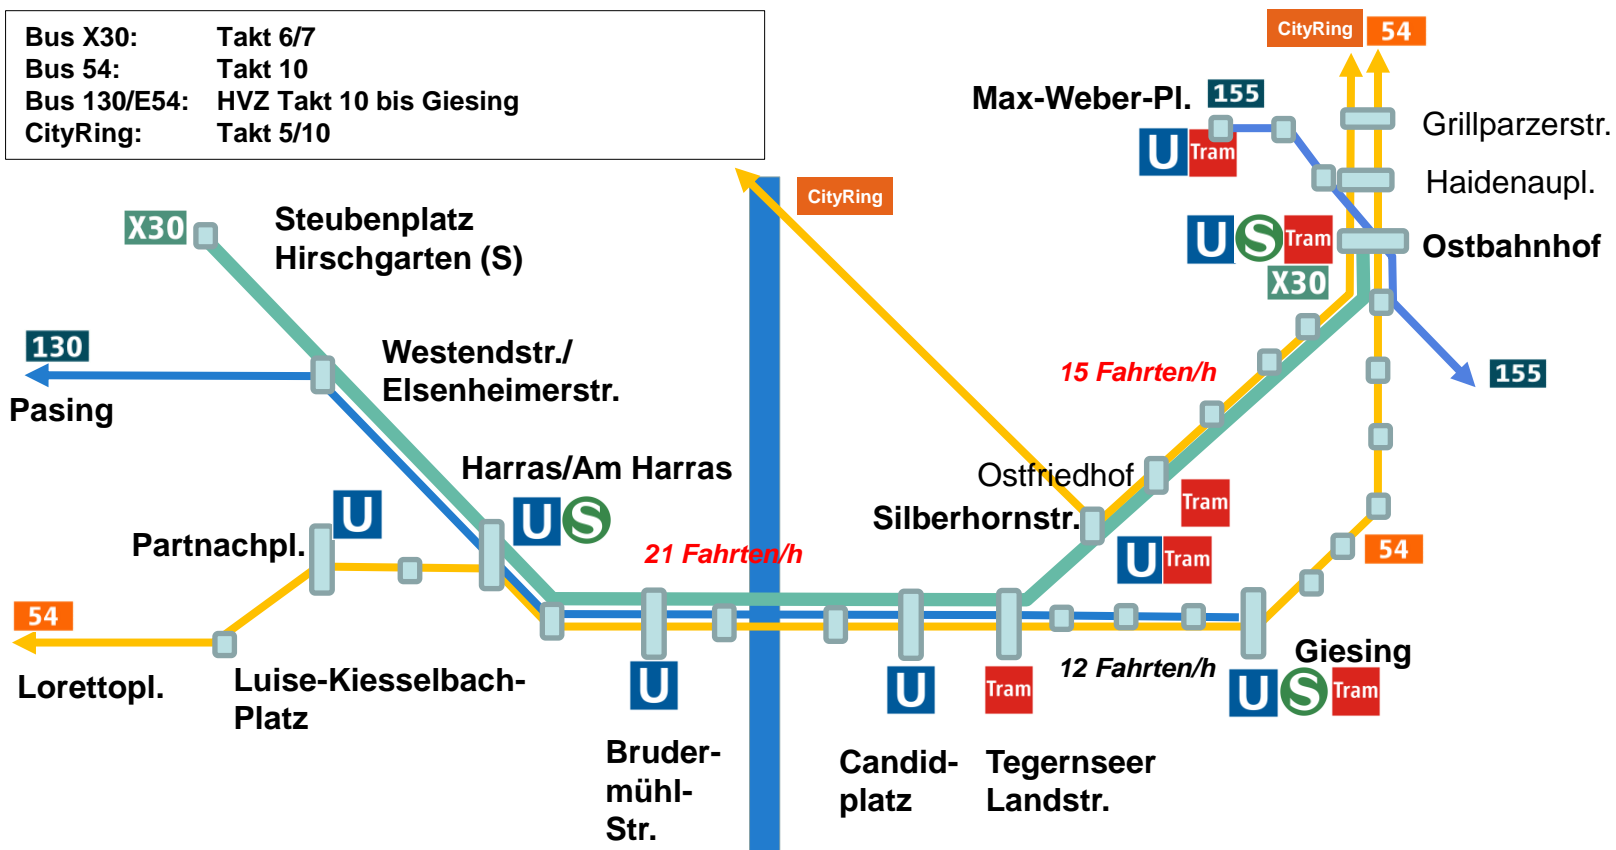 Bus X30: Takt 6/7
Bus 54: Takt 10
Bus 130/E54: HVZ Takt 10 bis Giesing
CityRing: Takt 5/10
CityRing
54
Max-Weber-Pl.
155
U
Tram
Grillparzerstr.
Haidenaupl.
CityRing
X30
Steubenplatz
Hirschgarten (S)
U
S
Tram
Ostbahnhof
X30
130
Pasing
Westendstr./
Elsenheimerstr.
15 Fahrten/h
155
Harras/Am Harras
U
S
Ostfriedhof
Tram
Silberhornstr.
U
Tram
Partnachpl.
U
21 Fahrten/h
54
54
Lorettopl.
Luise-Kiesselbach-
Platz
U
U
Tram
12 Fahrten/h
Giesing
U
S
Tram
Bruder-
mühl-
Str.
Candid-
platz
Tegernseer
Landstr.